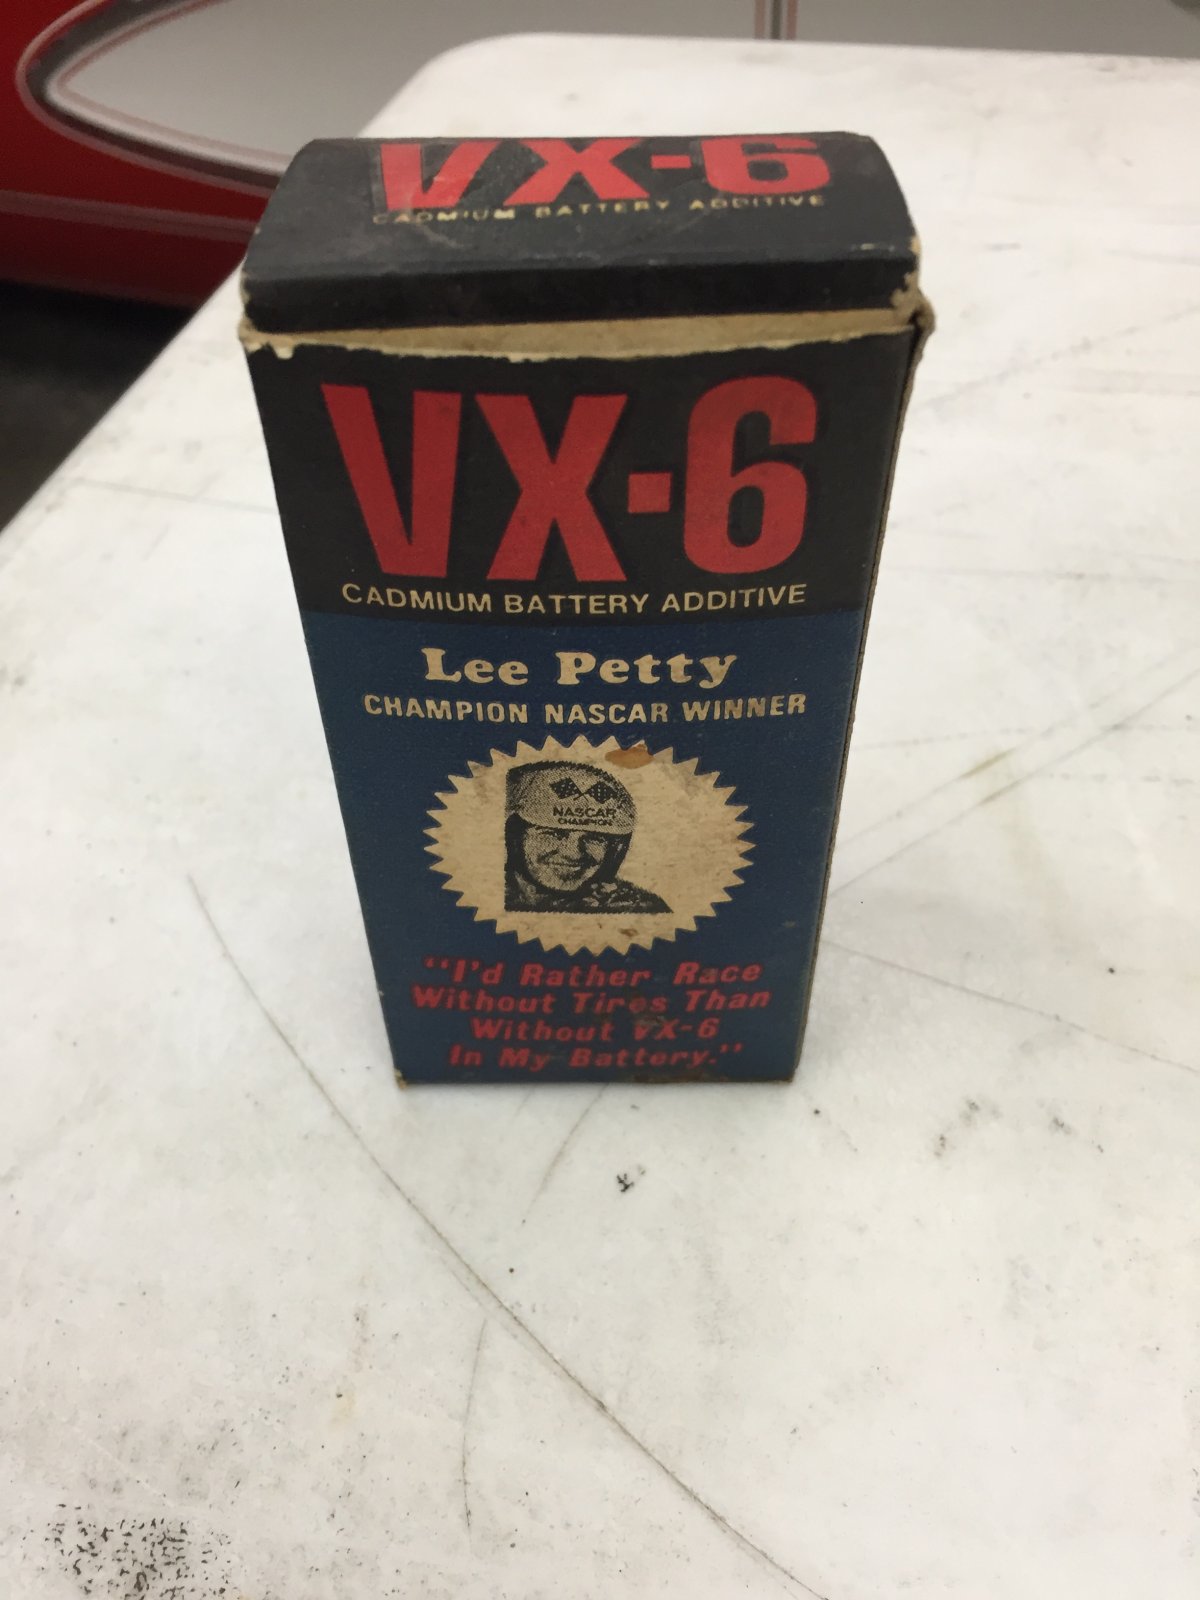 VX-6
CADMIUM BATTERY ADDITIVE
VX-6
CADMIUM BATTERY ADDITIVE
Lee Petty
CHAMPION NASCAR WINNER
NASCAR
CHAMPION
"I'd Rather Race
Without Tires Than
Without VX-6
In My Battery."